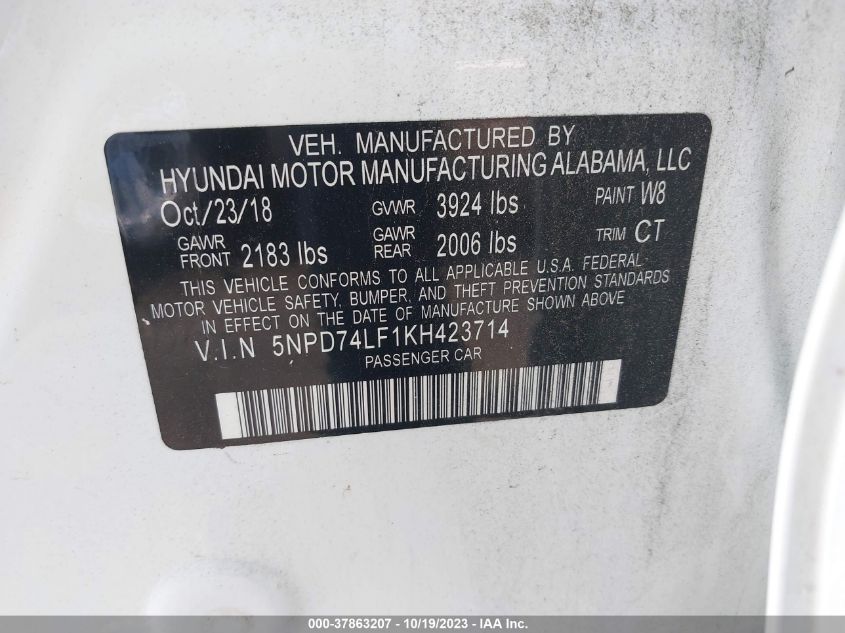 VEH. MANUFACTURED BY
HYUNDAI MOTOR MANUFACTURING ALABAMA, LLC
Oct/23/18 GVWR 3924 lbs PAINT W8
GAWR FRONT 2183 lbs GAWR REAR 2006 lbs TRIM CT
THIS VEHICLE CONFORMS TO ALL APPLICABLE U.S.A. FEDERAL
MOTOR VEHICLE SAFETY, BUMPER, AND THEFT PREVENTION STANDARDS
IN EFFECT ON THE DATE OF MANUFACTURE SHOWN ABOVE
V.I.N 5NPD74LF1KH423714
PASSENGER CAR
000-37863207 - 10/19/2023 - © IAA Inc.